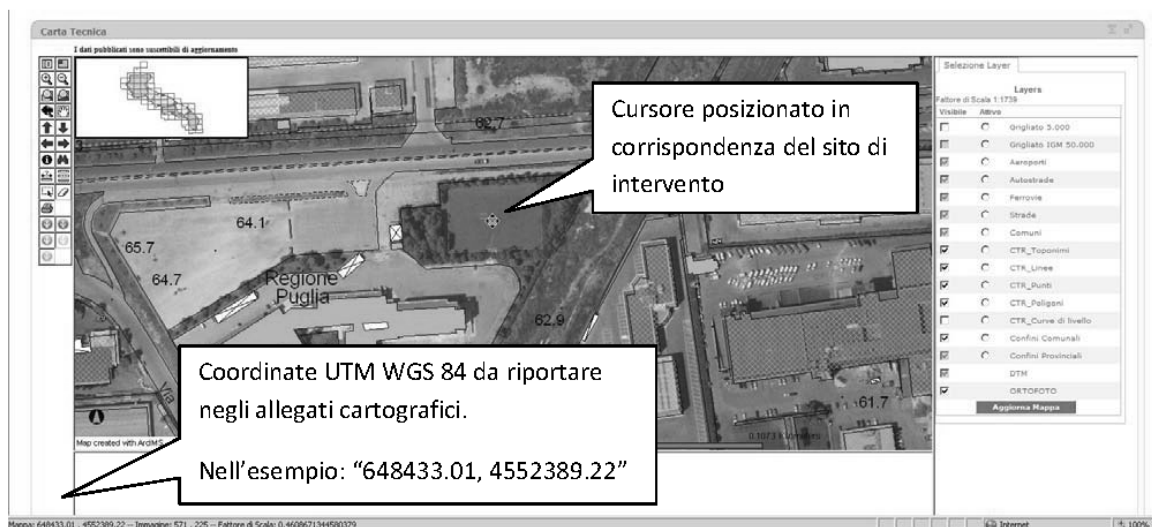 Carta Tecnica
I dati pubblicati sono suscettibili di aggiornamento
Selezione Layer
Layers
Fattore di Scala 1:1739
Visibile Attivo
Grigliato 5.000
Grigliato IGM 50.000
Aeroporti
Autostrade
Ferrovie
Strade
Comuni
CTR_Toponimi
CTR_Linee
CTR_Punti
CTR_Poligoni
CTR_Curve di livello
Confini Comunali
Confini Provinciali
DTM
ORTOFOTO
Aggiorna Mappa
62.7
Cursore posizionato in
corrispondenza del sito di
intervento
64.1
65.7
64.7
Regione
Puglia
62.9
61.7
Via
Coordinate UTM WGS 84 da riportare
negli allegati cartografici.
Nell'esempio: "648433.01, 4552389.22"
Map created with ArcIMS
Mappa: 648433.01 , 4552389.22 -- Immagine: 571 , 225 -- Fattore di Scala: 0.4608671344580379
Internet
100%